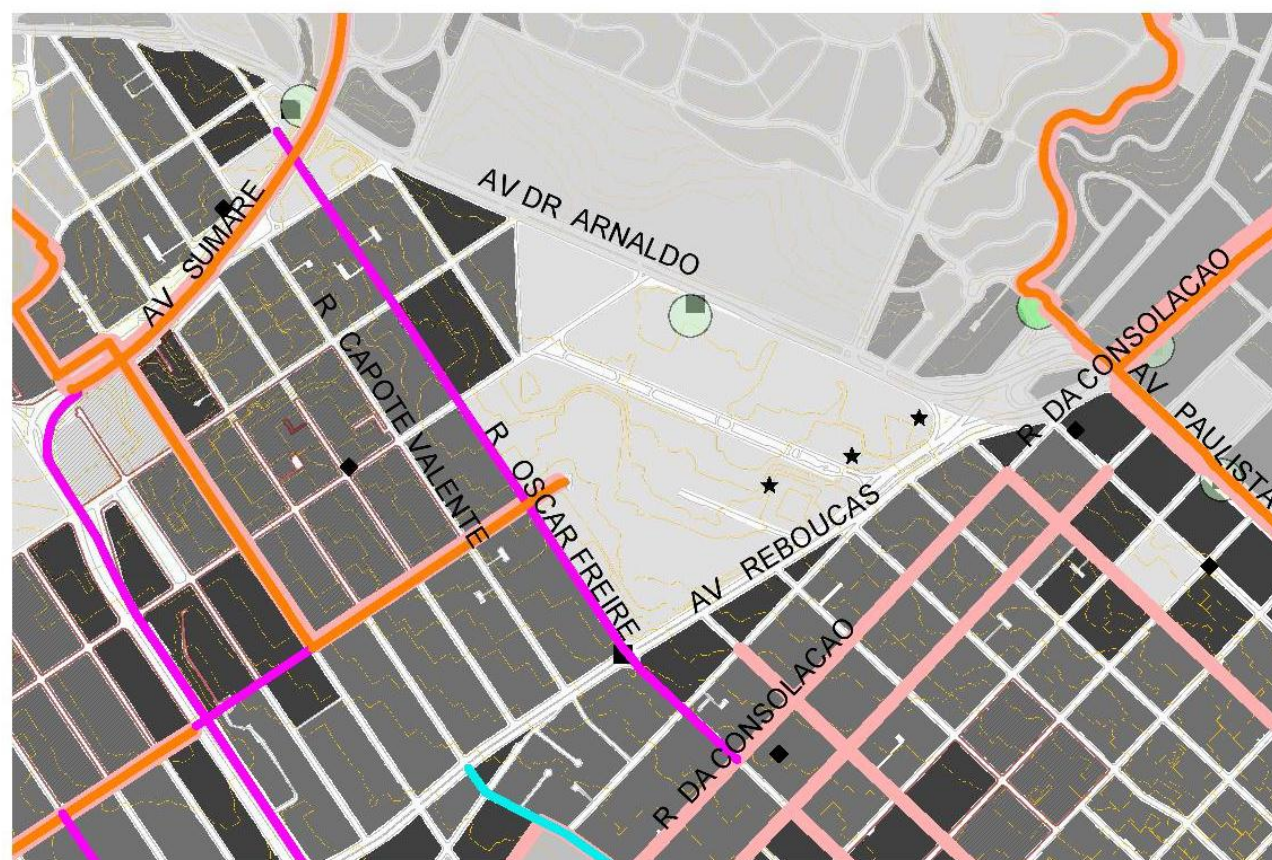 AV DR ARNALDO
AV SUMARE
R DA CONSOLACAO
R CAPOTE VALENTE
AV PAULISTA
R OSCAR FREIRE
AV REBOUCAS
R DA CONSOLACAO